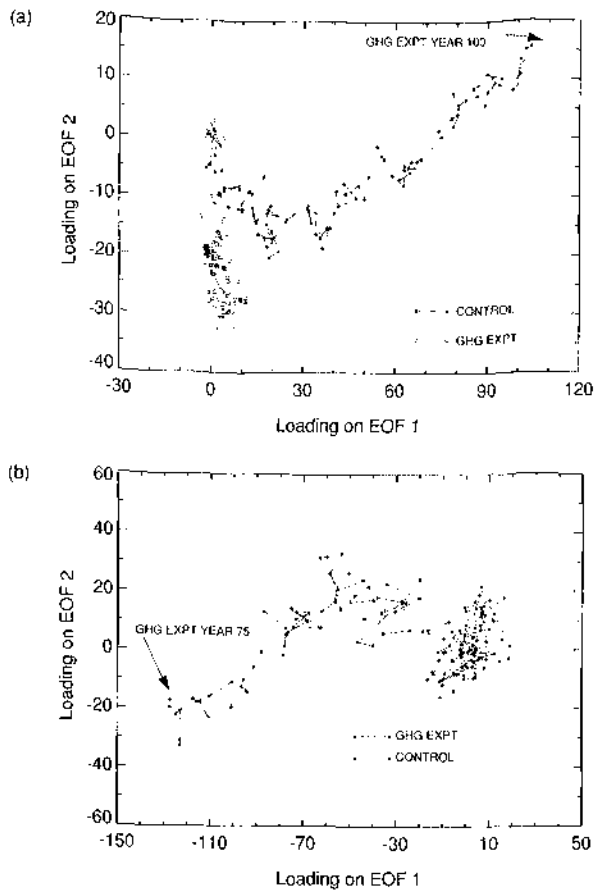 (a)
20
10
0
-10
-20
-30
-40
Loading on EOF 2
GHG EXPT YEAR 100
CONTROL
GHG EXPT
-30 0 30 60 90 120
Loading on EOF 1
(b)
60
40
20
0
-20
-40
-60
Loading on EOF 2
GHG EXPT YEAR 75
GHG EXPT
CONTROL
-150 -110 -70 -30 10 50
Loading on EOF 1